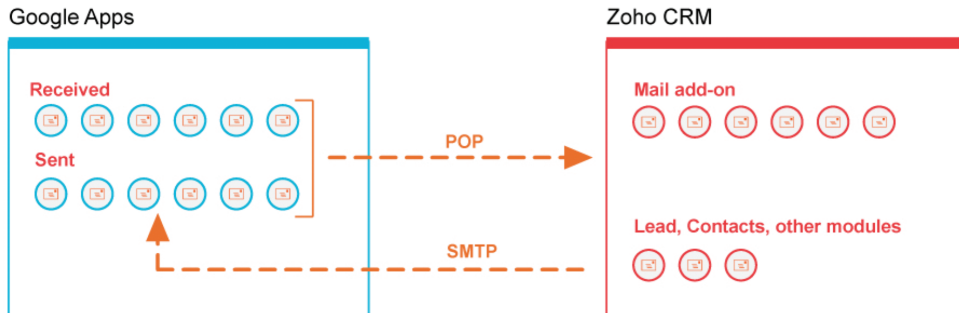 Google Apps
Zoho CRM
Received
Sent
POP
SMTP
Mail add-on
Lead, Contacts, other modules